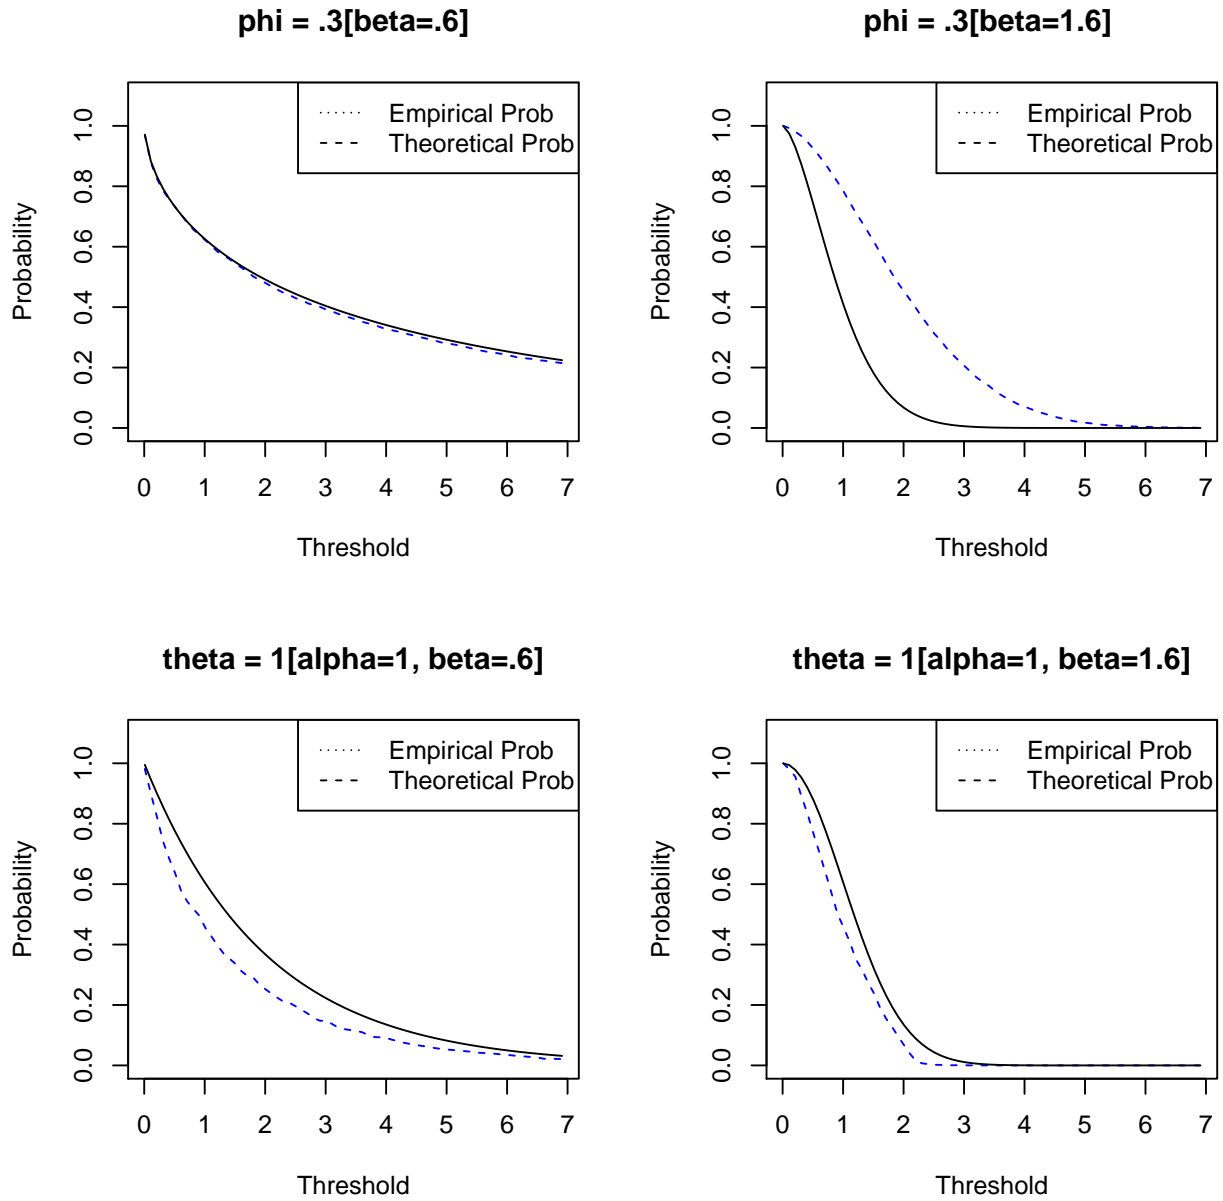 phi = .3[beta=.6]
Empirical Prob
Theoretical Prob
Probability
0.0 0.2 0.4 0.6 0.8 1.0
0 1 2 3 4 5 6 7
Threshold
phi = .3[beta=1.6]
Empirical Prob
Theoretical Prob
Probability
0.0 0.2 0.4 0.6 0.8 1.0
0 1 2 3 4 5 6 7
Threshold
theta = 1[alpha=1, beta=.6]
Empirical Prob
Theoretical Prob
Probability
0.0 0.2 0.4 0.6 0.8 1.0
0 1 2 3 4 5 6 7
Threshold
theta = 1[alpha=1, beta=1.6]
Empirical Prob
Theoretical Prob
Probability
0.0 0.2 0.4 0.6 0.8 1.0
0 1 2 3 4 5 6 7
Threshold